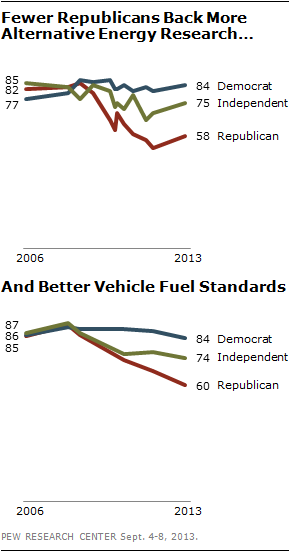 Fewer Republicans Back More
Alternative Energy Research...
85
82
77
84 Democrat
75 Independent
58 Republican
2006 2013
And Better Vehicle Fuel Standards
87
86
85
84 Democrat
74 Independent
60 Republican
2006 2013
PEW RESEARCH CENTER Sept. 4-8, 2013.